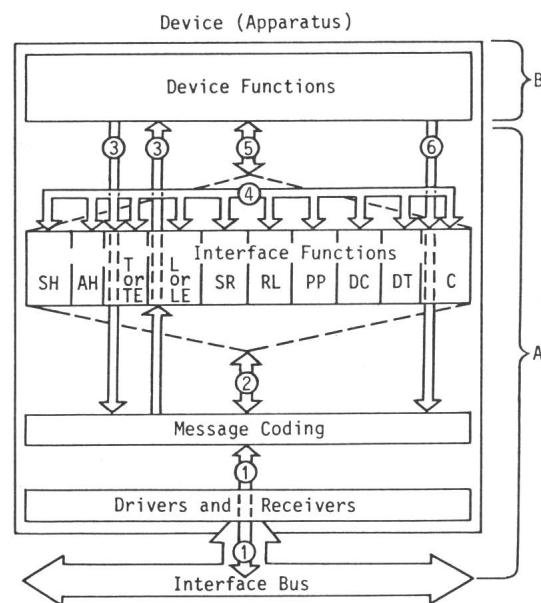 Device (Apparatus)
Device Functions
B
3
3
5
6
4
Interface Functions
SH
AH
T
or
TE
L
or
LE
SR
RL
PP
DC
DT
C
A
2
Message Coding
1
Drivers and Receivers
1
Interface Bus